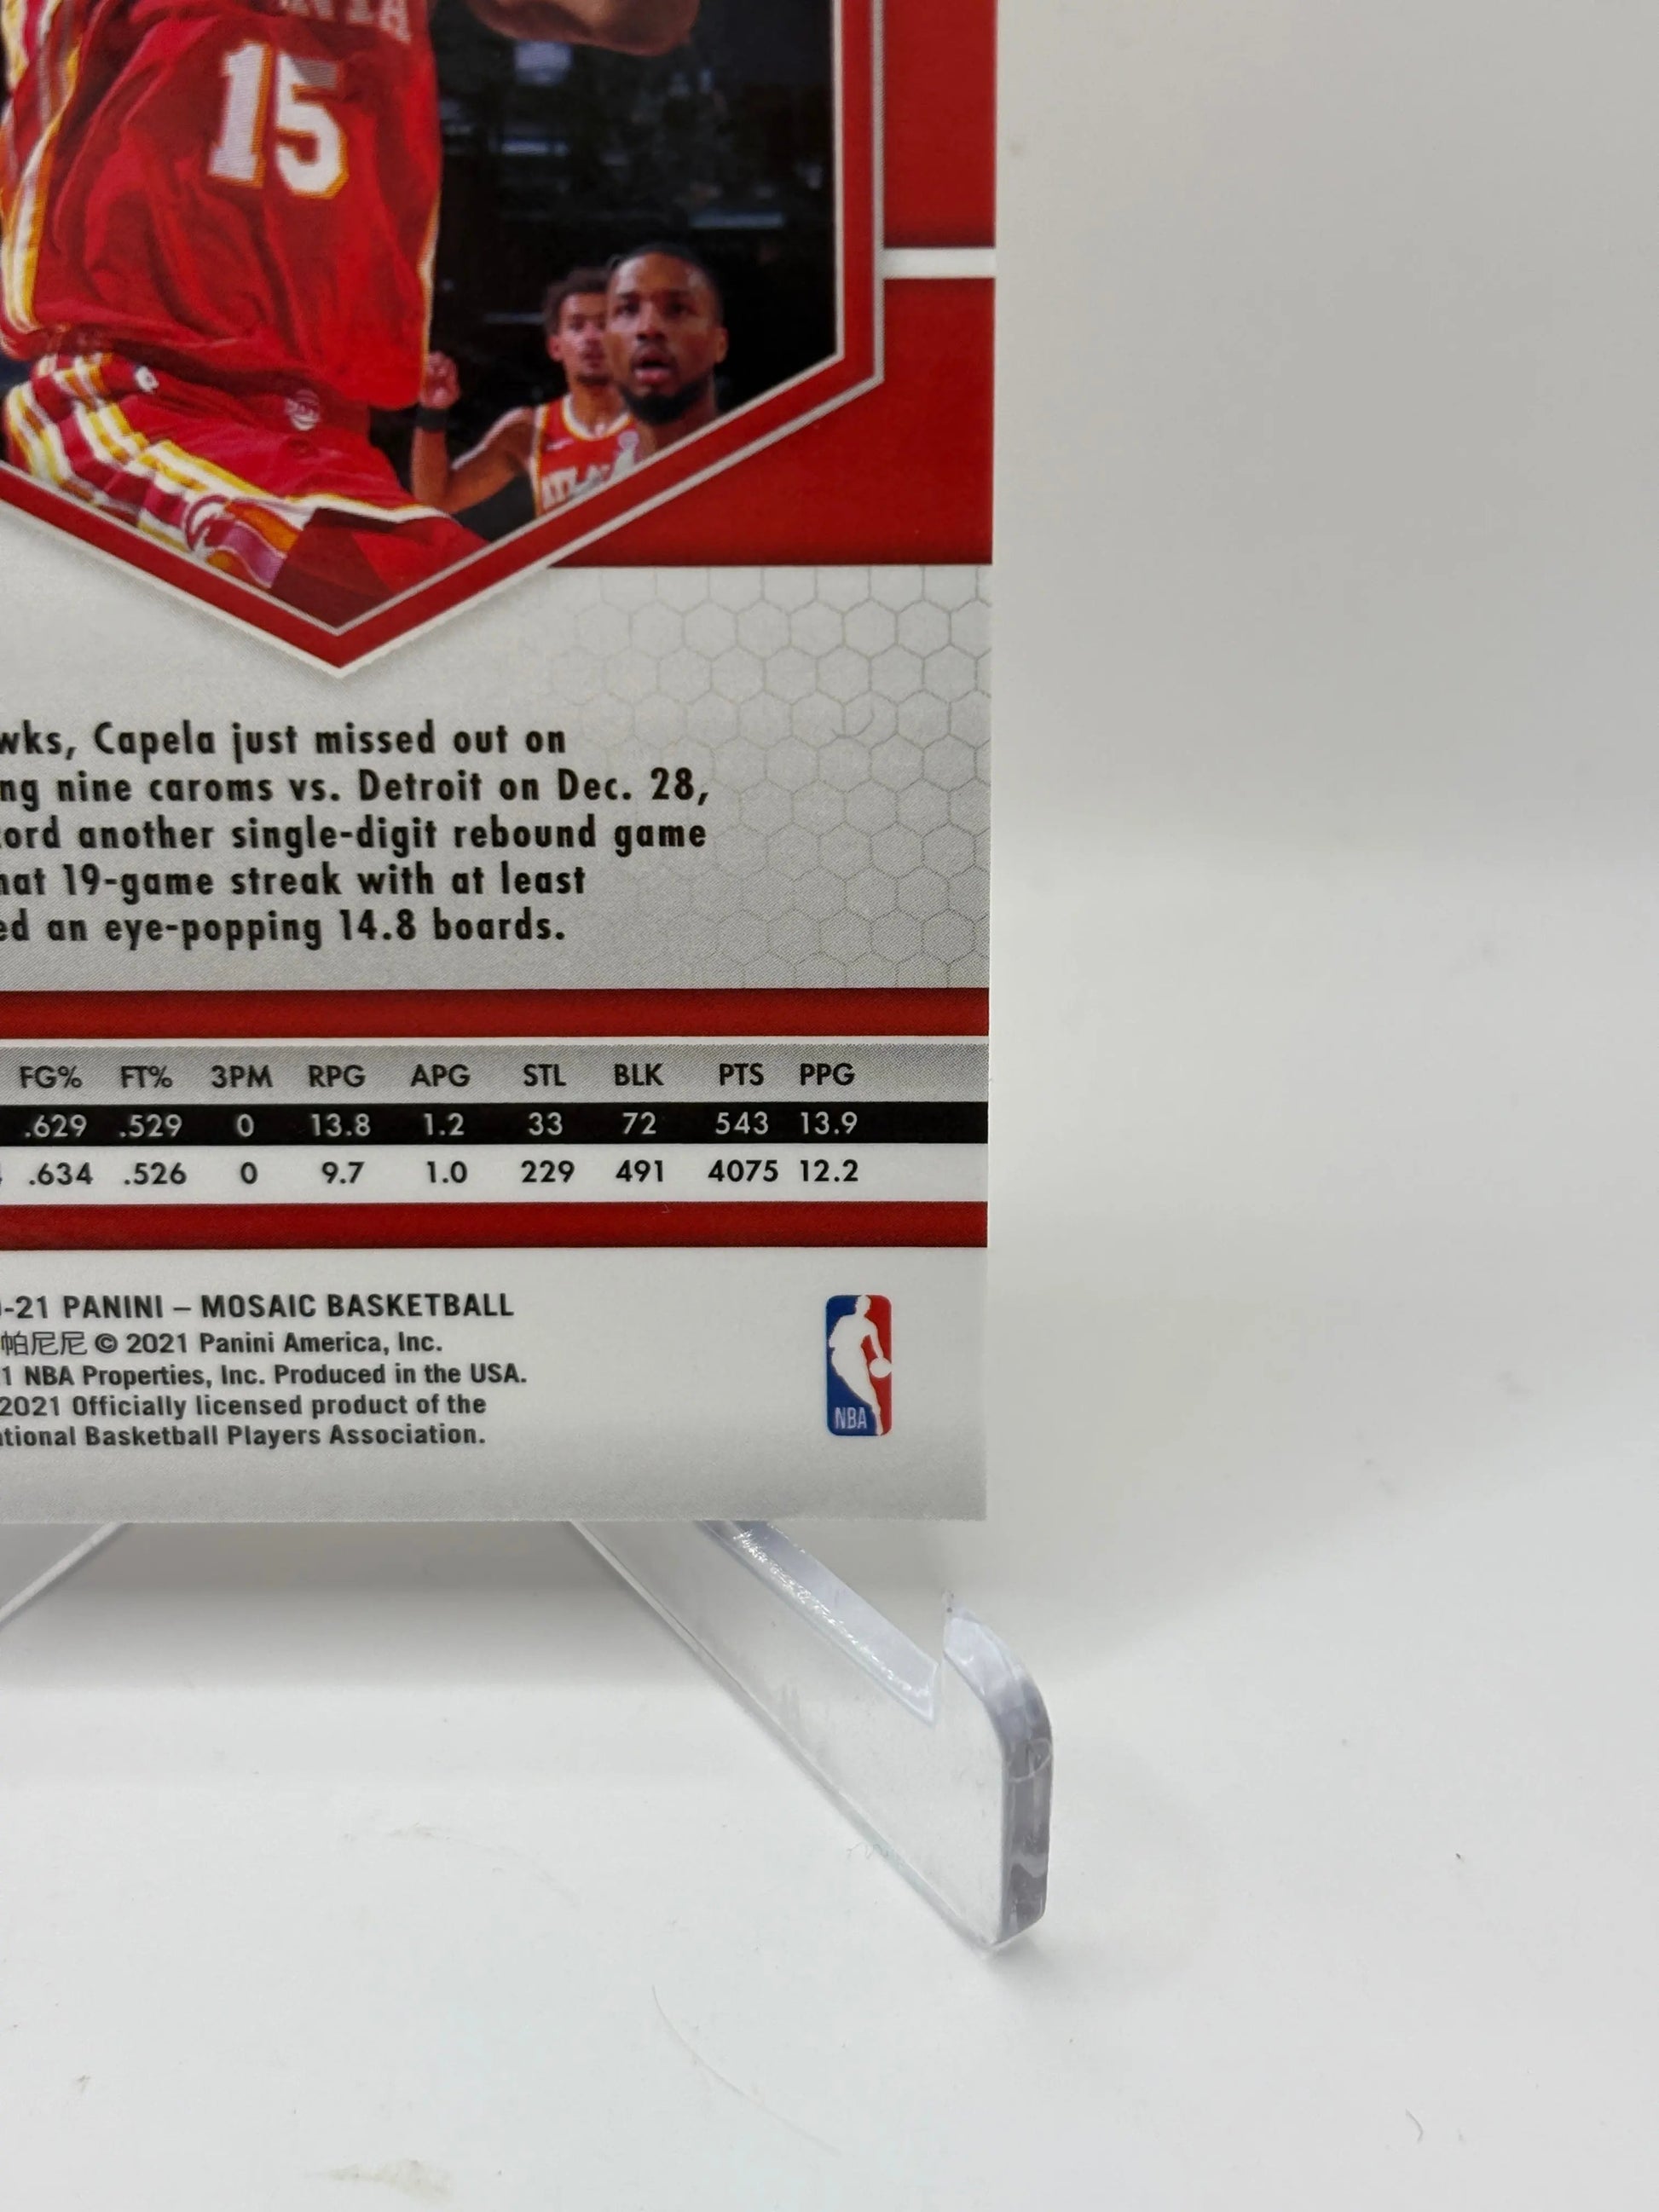 15
wks, Capela just missed out on
ng nine caroms vs. Detroit on Dec. 28,
ord another single-digit rebound game
hat 19-game streak with at least
ed an eye-popping 14.8 boards.
FG% FT% 3PM RPG APG STL BLK PTS PPG
.629 .529 0 13.8 1.2 33 72 543 13.9
.634 .526 0 9.7 1.0 229 491 4075 12.2
-21 PANINI – MOSAIC BASKETBALL
帕尼尼 © 2021 Panini America, Inc.
1 NBA Properties, Inc. Produced in the USA.
2021 Officially licensed product of the
tional Basketball Players Association.
NBA